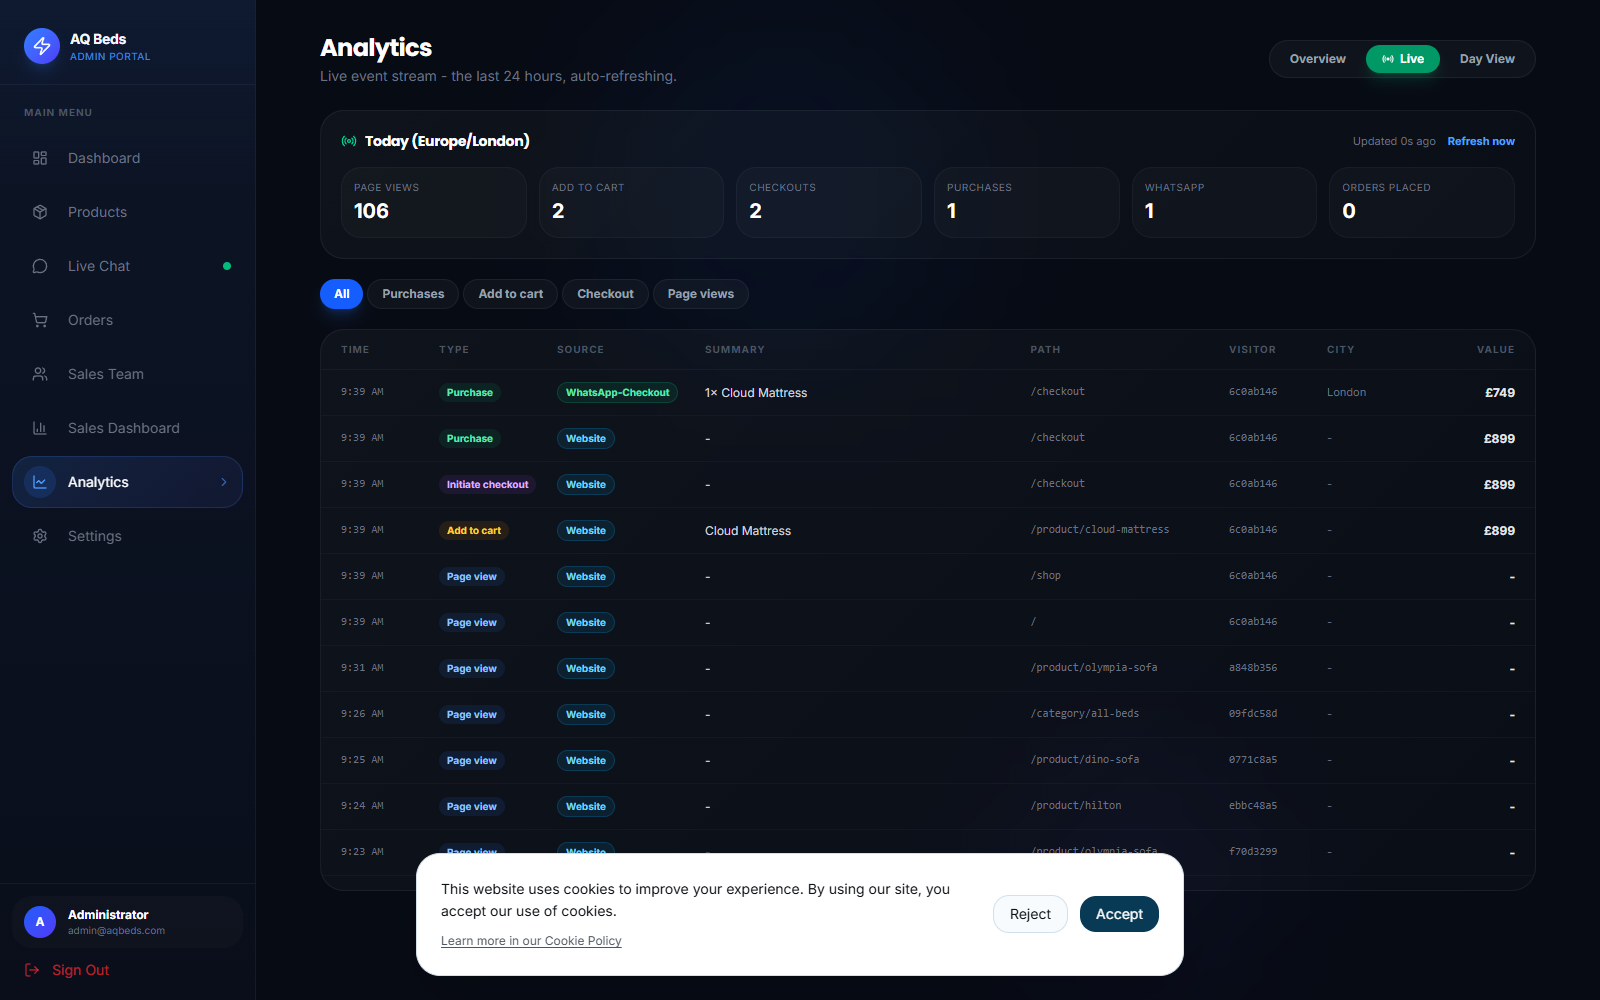 AQ Beds
ADMIN PORTAL
MAIN MENU
Dashboard
Products
Live Chat
Orders
Sales Team
Sales Dashboard
Analytics
Settings
A
Administrator
admin@aqbeds.com
Sign Out
Analytics
Live event stream - the last 24 hours, auto-refreshing.
Overview Live Day View
Today (Europe/London)
Updated 0s ago Refresh now
PAGE VIEWS ADD TO CART CHECKOUTS PURCHASES WHATSAPP ORDERS PLACED
106 2 2 1 1 0
All Purchases Add to cart Checkout Page views
TIME TYPE SOURCE SUMMARY PATH VISITOR CITY VALUE
9:39 AM Purchase WhatsApp-Checkout 1× Cloud Mattress /checkout 6c0ab146 London £749
9:39 AM Purchase Website - /checkout 6c0ab146 - £899
9:39 AM Initiate checkout Website - /checkout 6c0ab146 - £899
9:39 AM Add to cart Website Cloud Mattress /product/cloud-mattress 6c0ab146 - £899
9:39 AM Page view Website - /shop 6c0ab146 - -
9:39 AM Page view Website - / 6c0ab146 - -
9:31 AM Page view Website - /product/olympia-sofa a848b356 - -
9:26 AM Page view Website - /category/all-beds 09fdc58d - -
9:25 AM Page view Website - /product/dino-sofa 0771c8a5 - -
9:24 AM Page view Website - /product/hilton ebbc48a5 - -
9:23 AM Page view Website - /product/olympia-sofa f70d3299 - -
This website uses cookies to improve your experience. By using our site, you
accept our use of cookies.
Learn more in our Cookie Policy
Reject Accept